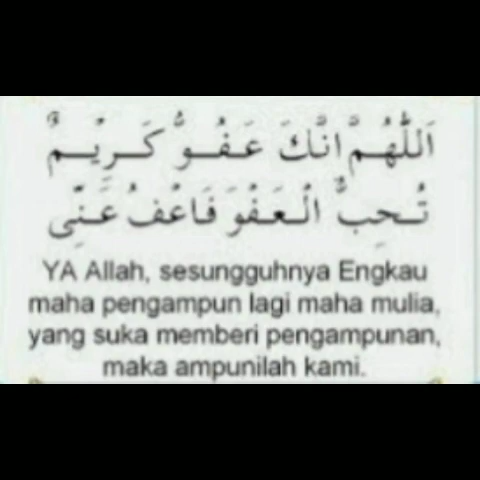 اَللّٰهُمَّ اِنَّكَ عَفُوٌّ كَرِيْمٌ
تُحِبُّ الْعَفْوَ فَاعْفُ عَنِّى
YA Allah, sesungguhnya Engkau
maha pengampun lagi maha mulia,
yang suka memberi pengampunan,
maka ampunilah kami.